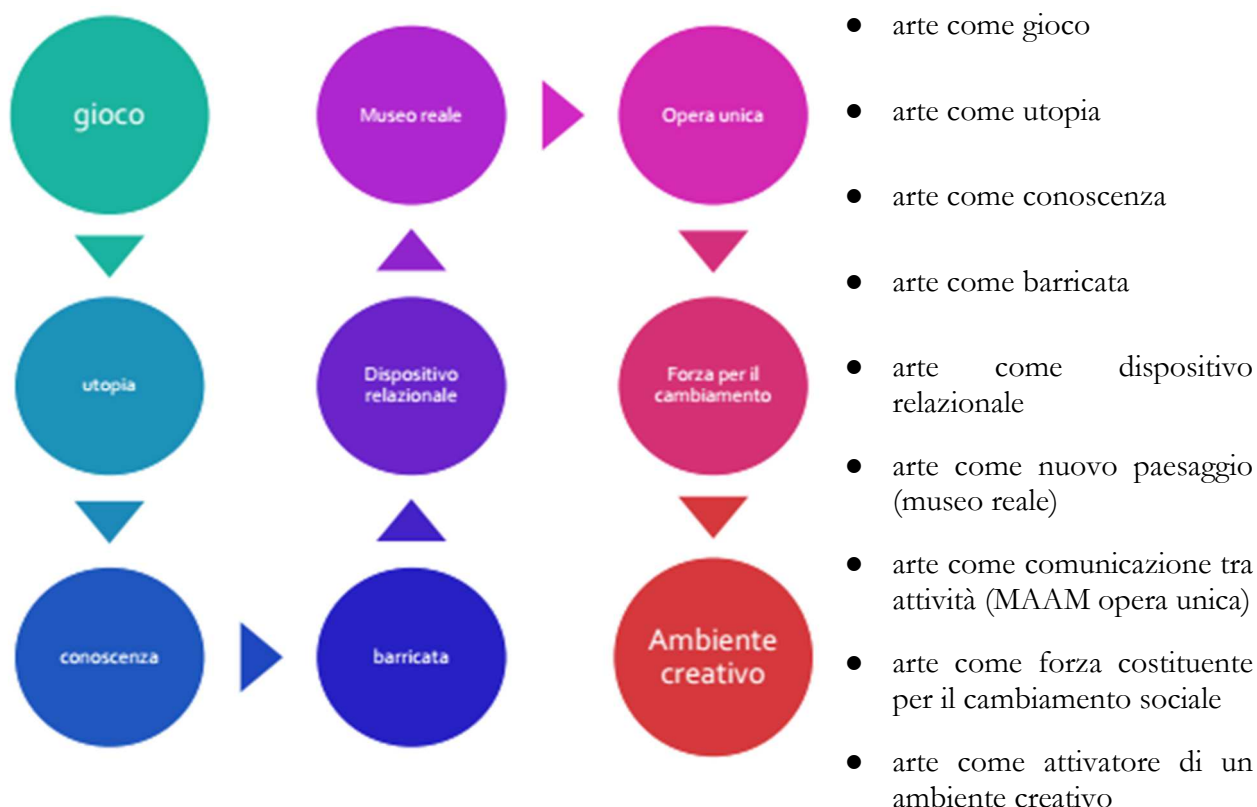 gioco
utopia
conoscenza
barricata
Dispositivo
relazionale
Museo reale
Opera unica
Forza per il
cambiamento
Ambiente
creativo
● arte come gioco
● arte come utopia
● arte come conoscenza
● arte come barricata
● arte come dispositivo
relazionale
● arte come nuovo paesaggio
(museo reale)
● arte come comunicazione tra
attività (MAAM opera unica)
● arte come forza costituente
per il cambiamento sociale
● arte come attivatore di un
ambiente creativo